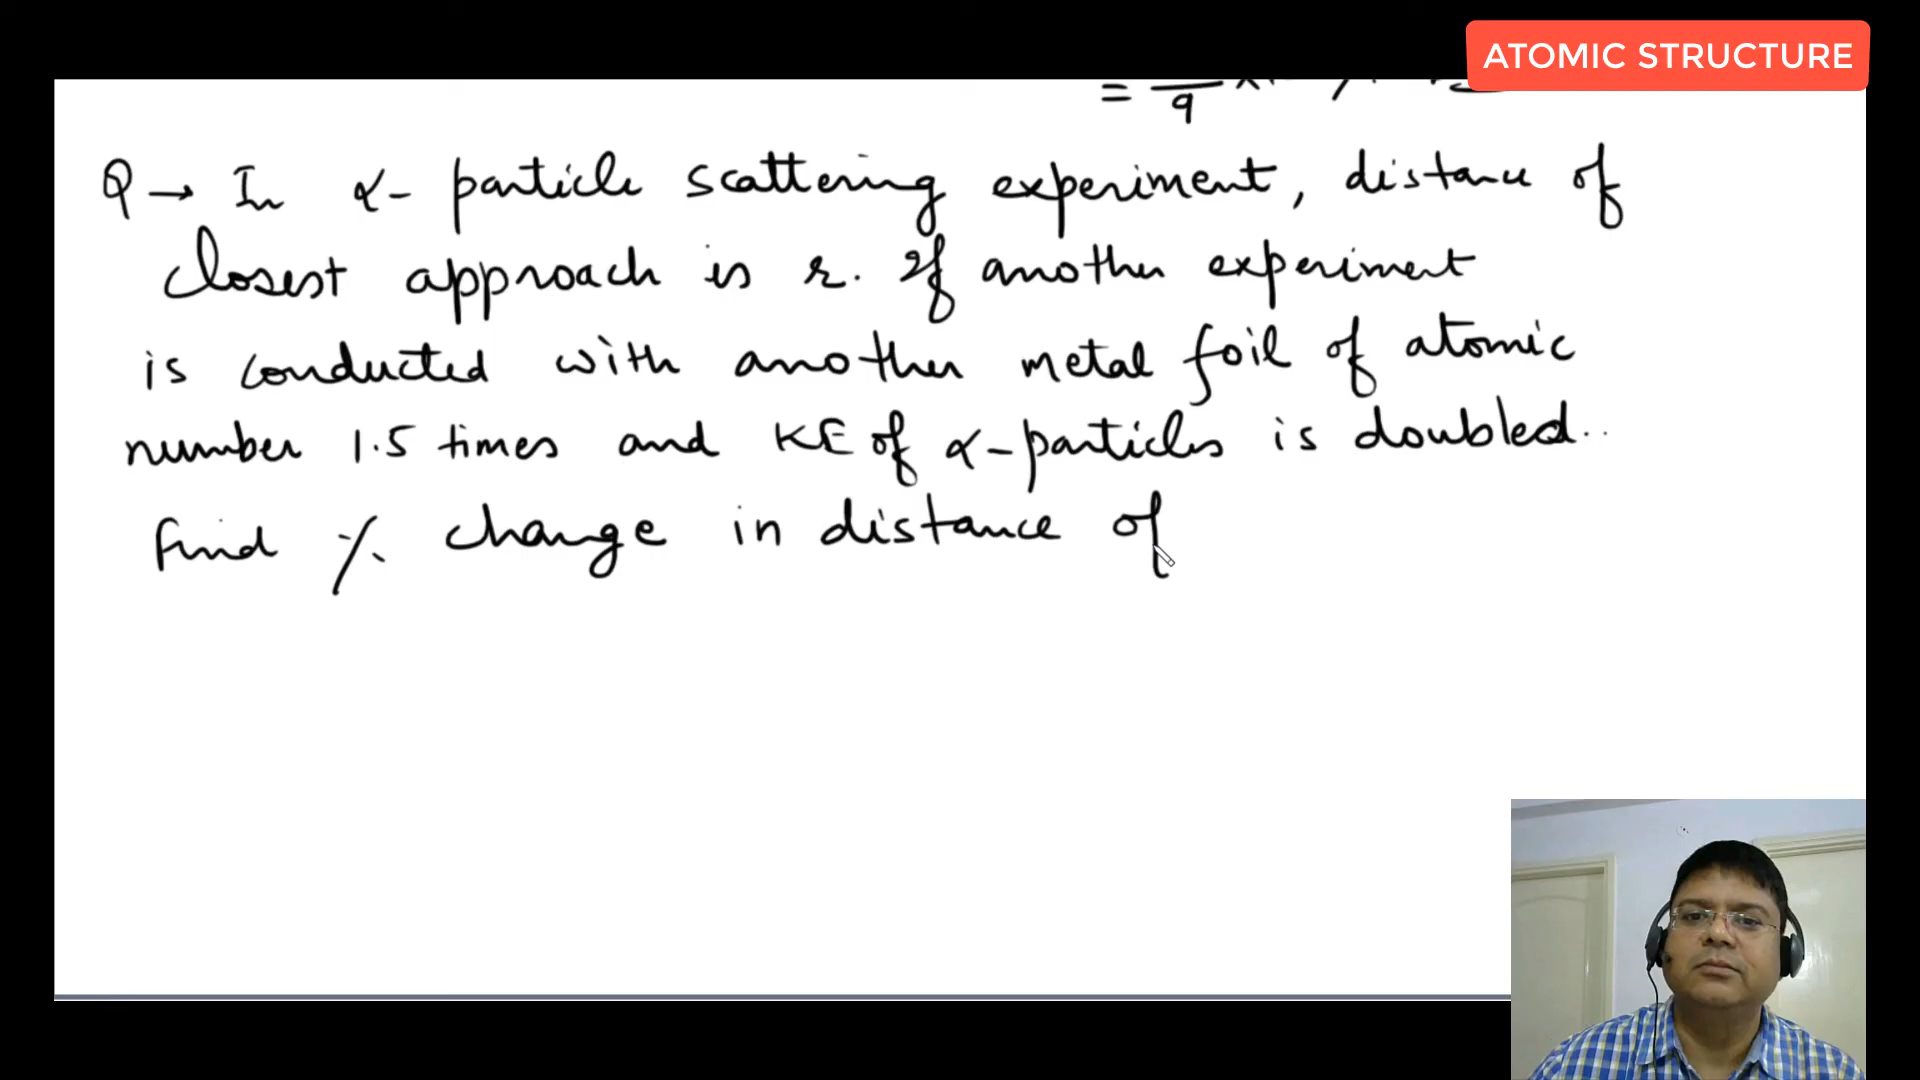 ATOMIC STRUCTURE
= 9
Q → In α- particle scattering experiment, distance of
closest approach is r. If another experiment
is conducted with another metal foil of atomic
number 1.5 times and KE of α-particles is doubled..
Find % change in distance of